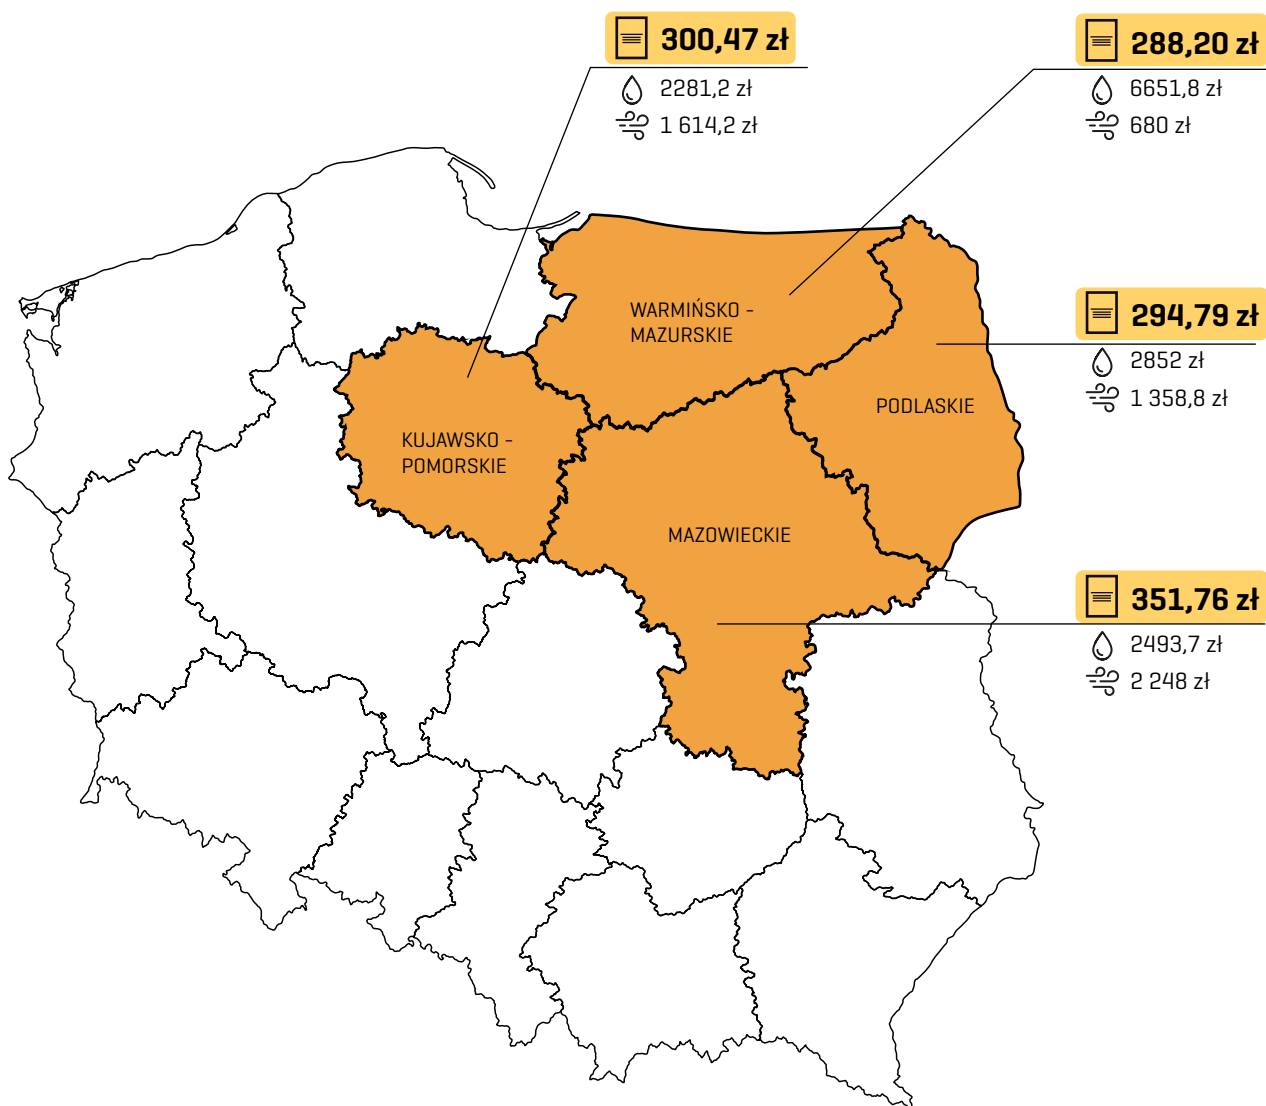 300,47 zł
2281,2 zł
1 614,2 zł
288,20 zł
6651,8 zł
680 zł
WARMIŃSKO -
MAZURSKIE
294,79 zł
2852 zł
1 358,8 zł
PODLASKIE
KUJAWSKO -
POMORSKIE
MAZOWIECKIE
351,76 zł
2493,7 zł
2 248 zł